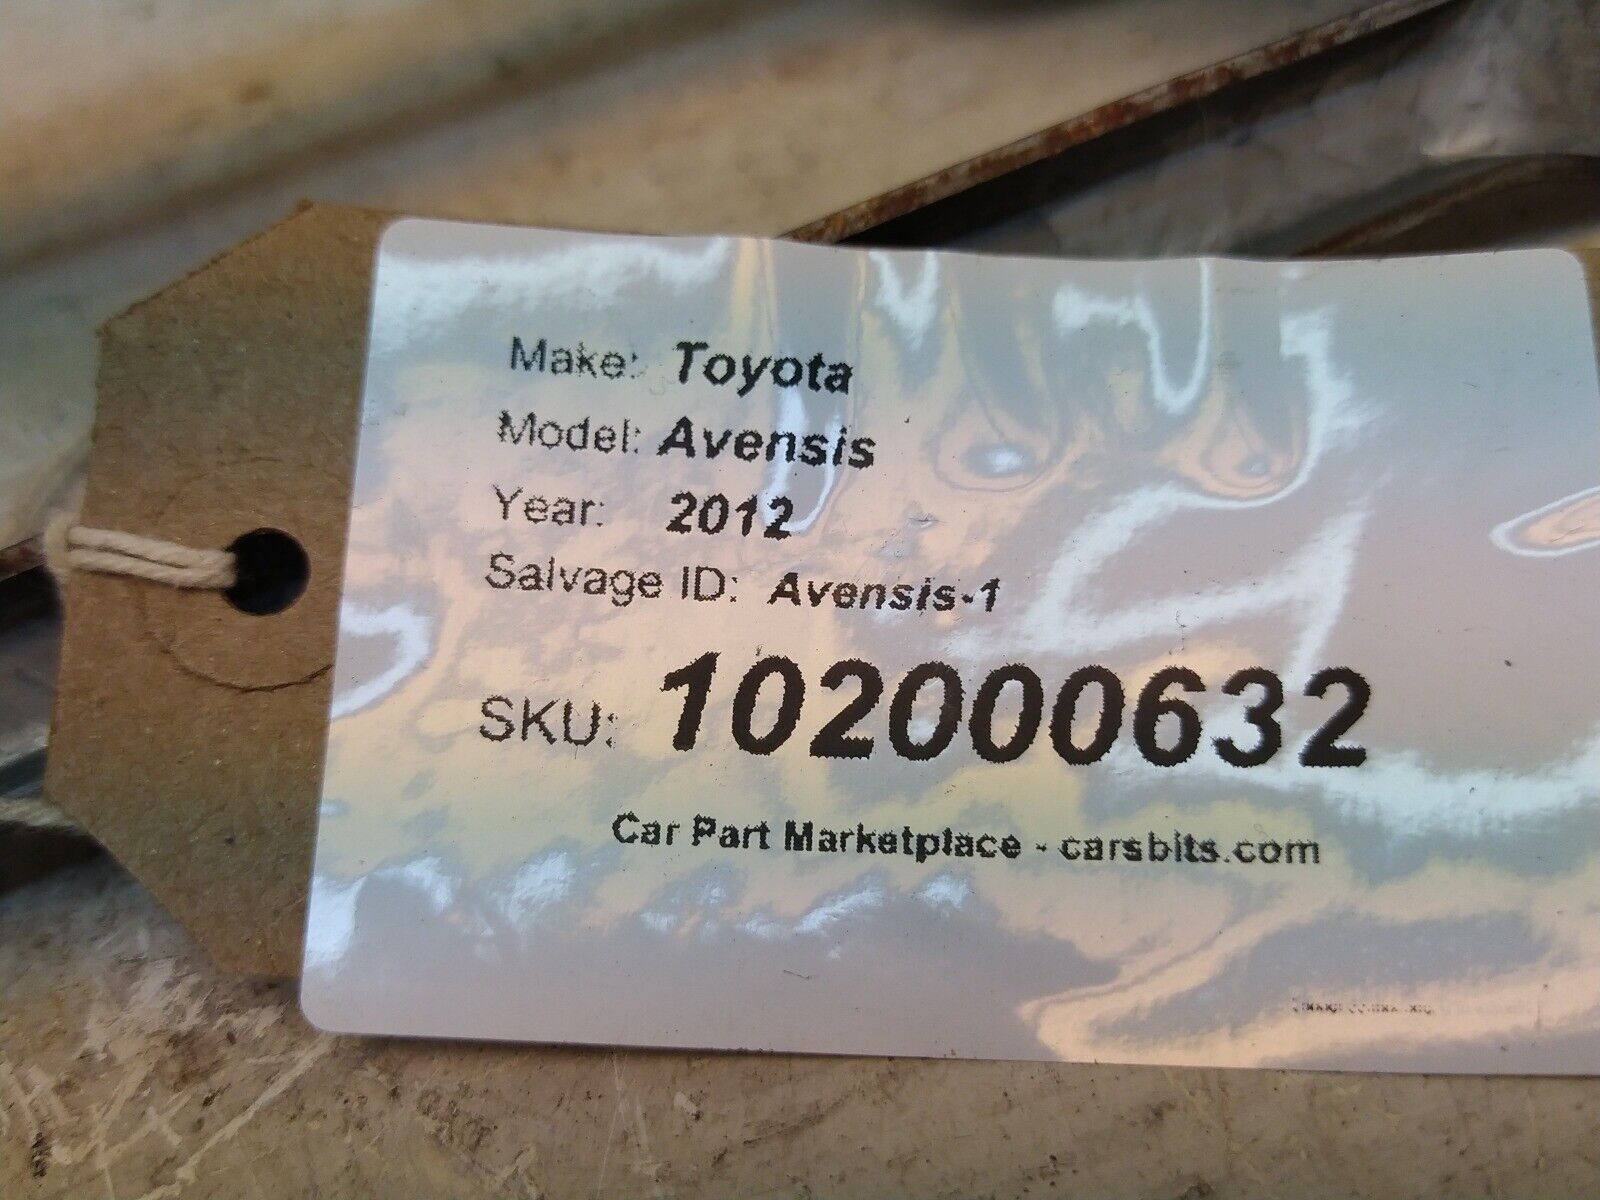 Make: Toyota
Model: Avensis
Year: 2012
Salvage ID: Avensis-1
SKU: 102000632
Car Part Marketplace - carsbits.com